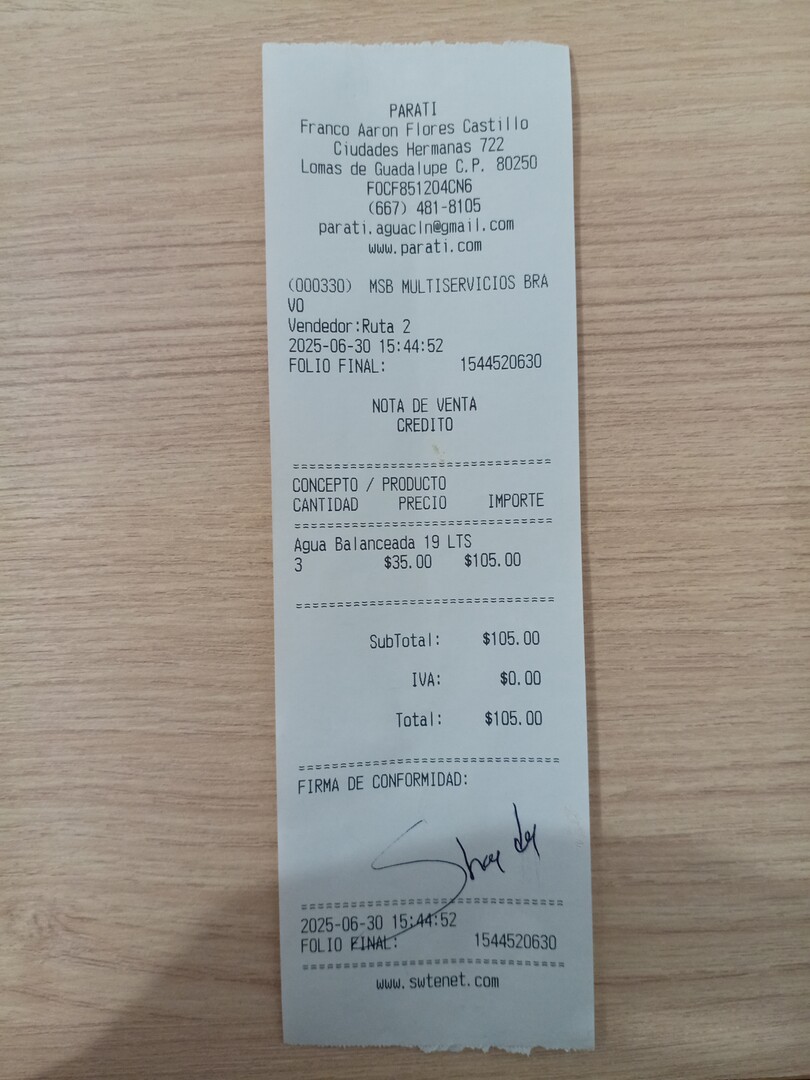 PARATI
Franco Aaron Flores Castillo
Ciudades Hermanas 722
Lomas de Guadalupe C.P. 80250
FOCF851204CN6
(667) 481-8105
parati.aguacln@gmail.com
www.parati.com
(000330) MSB MULTISERVICIOS BRA
VO
Vendedor:Ruta 2
2025-06-30 15:44:52
FOLIO FINAL: 1544520630
NOTA DE VENTA
CREDITO
================================
CONCEPTO / PRODUCTO
CANTIDAD PRECIO IMPORTE
================================
Agua Balanceada 19 LTS
3 $35.00 $105.00
================================
SubTotal: $105.00
IVA: $0.00
Total: $105.00
================================
FIRMA DE CONFORMIDAD:
================================
2025-06-30 15:44:52
FOLIO FINAL: 1544520630
================================
www.swtenet.com